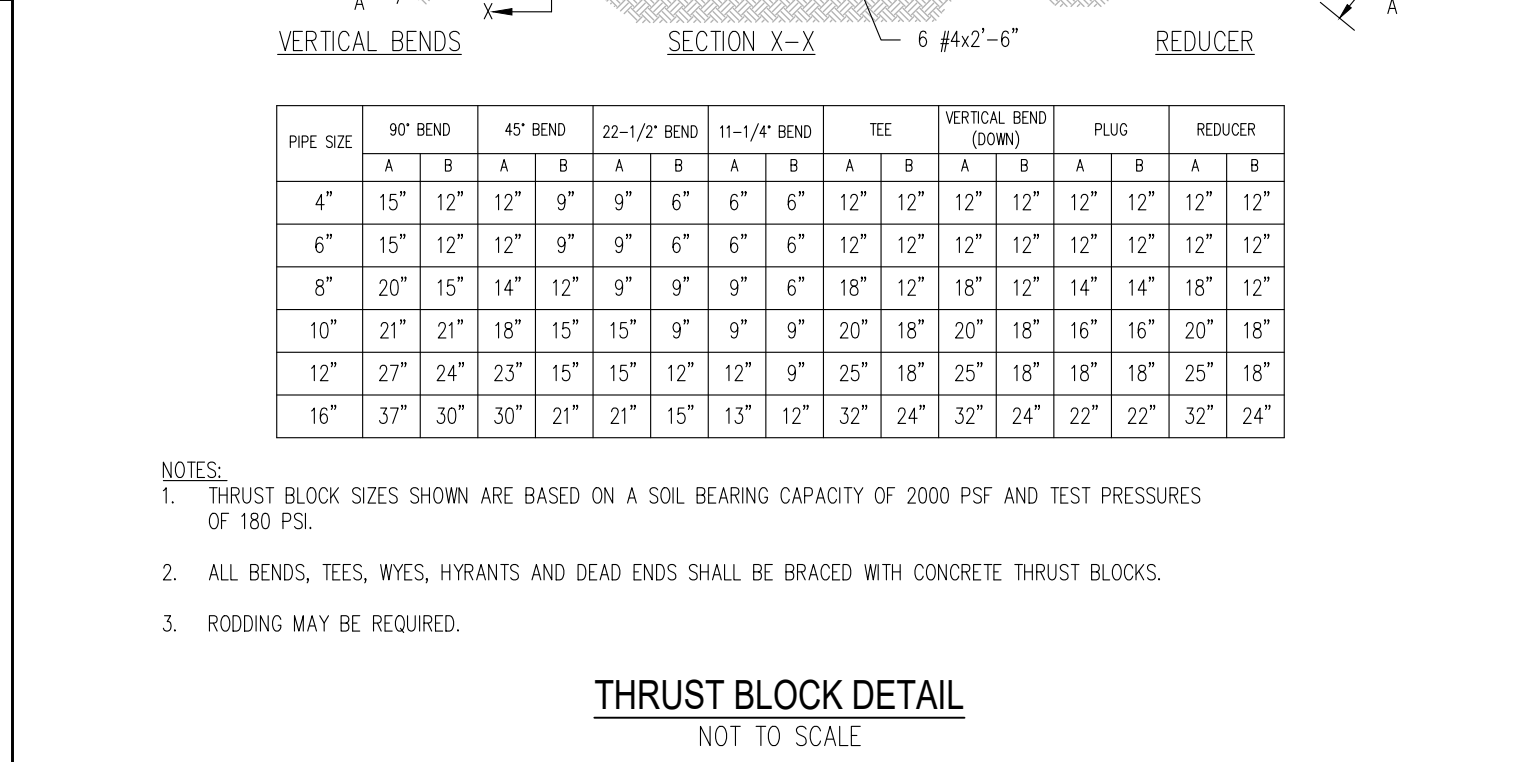 A X A
VERTICAL BENDS SECTION X–X 6 #4x2'–6” REDUCER
PIPE SIZE 90° BEND 45° BEND 22–1/2° BEND 11–1/4° BEND TEE VERTICAL BEND (DOWN) PLUG REDUCER
A B A B A B A B A B A B A B A B
4” 15” 12” 12” 9” 9” 6” 6” 6” 12” 12” 12” 12” 12” 12” 12” 12”
6” 15” 12” 12” 9” 9” 6” 6” 6” 12” 12” 12” 12” 12” 12” 12” 12”
8” 20” 15” 14” 12” 9” 9” 9” 6” 18” 12” 18” 12” 14” 14” 18” 12”
10” 21” 21” 18” 15” 15” 9” 9” 9” 20” 18” 20” 18” 16” 16” 20” 18”
12” 27” 24” 23” 15” 15” 12” 12” 9” 25” 18” 25” 18” 18” 18” 25” 18”
16” 37” 30” 30” 21” 21” 15” 13” 12” 32” 24” 32” 24” 22” 22” 32” 24”
NOTES:
1. THRUST BLOCK SIZES SHOWN ARE BASED ON A SOIL BEARING CAPACITY OF 2000 PSF AND TEST PRESSURES
OF 180 PSI.
2. ALL BENDS, TEES, WYES, HYRANTS AND DEAD ENDS SHALL BE BRACED WITH CONCRETE THRUST BLOCKS.
3. RODDING MAY BE REQUIRED.
THRUST BLOCK DETAIL
NOT TO SCALE